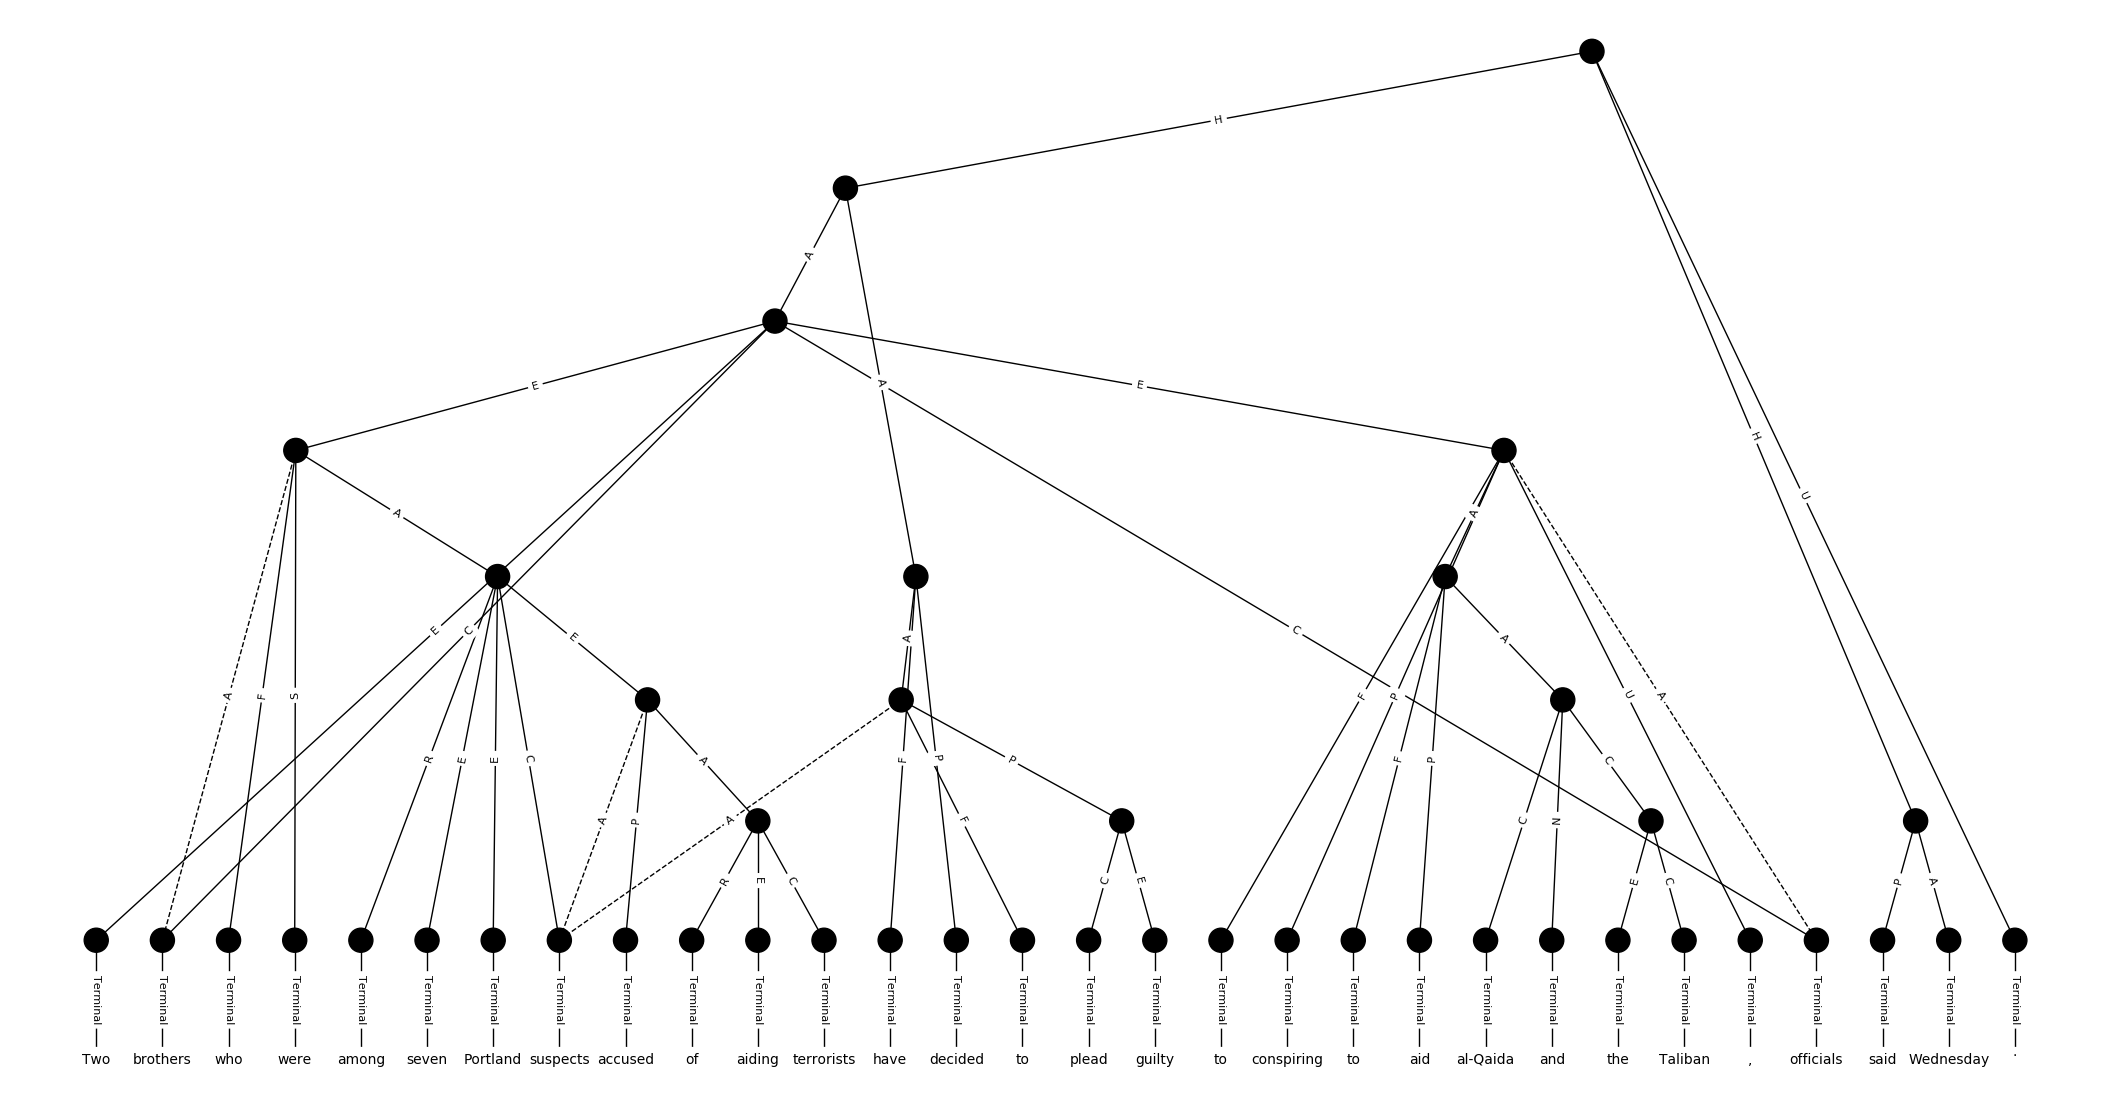 H
A
U
H
A
E
E
A
A
E
C
E
A
C
A
A
F
S
F
P
U
A
R
E
E
C
A
F
P
P
F
P
C
A
P
A
F
C
N
R
E
C
C
E
E
C
P
A
Terminal Terminal Terminal Terminal Terminal Terminal Terminal Terminal Terminal Terminal Terminal Terminal Terminal Terminal Terminal Terminal Terminal Terminal Terminal Terminal Terminal Terminal Terminal Terminal Terminal Terminal Terminal Terminal Terminal Terminal
Two brothers who were among seven Portland suspects accused of aiding terrorists have decided to plead guilty to conspiring to aid al-Qaida and the Taliban , officials said Wednesday .